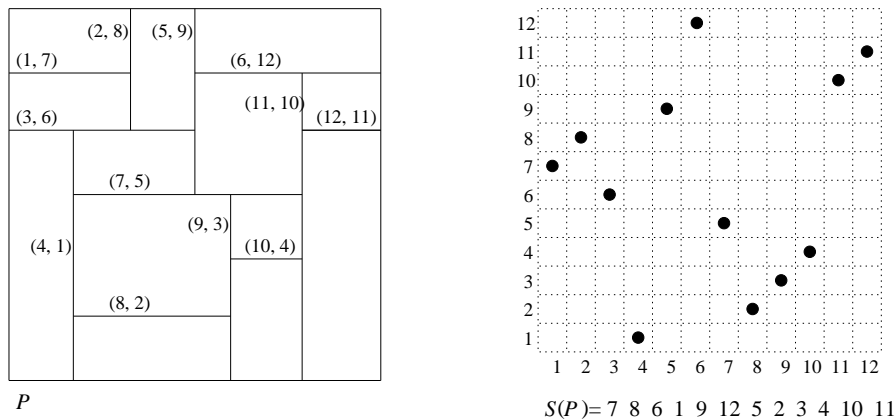 (2, 8) (5, 9)
(1, 7) (6, 12)
(11, 10)
(3, 6) (12, 11)
(7, 5)
(9, 3)
(4, 1) (10, 4)
(8, 2)
P
12
11
10
9
8
7
6
5
4
3
2
1
1 2 3 4 5 6 7 8 9 10 11 12
S(P)= 7 8 6 1 9 12 5 2 3 4 10 11